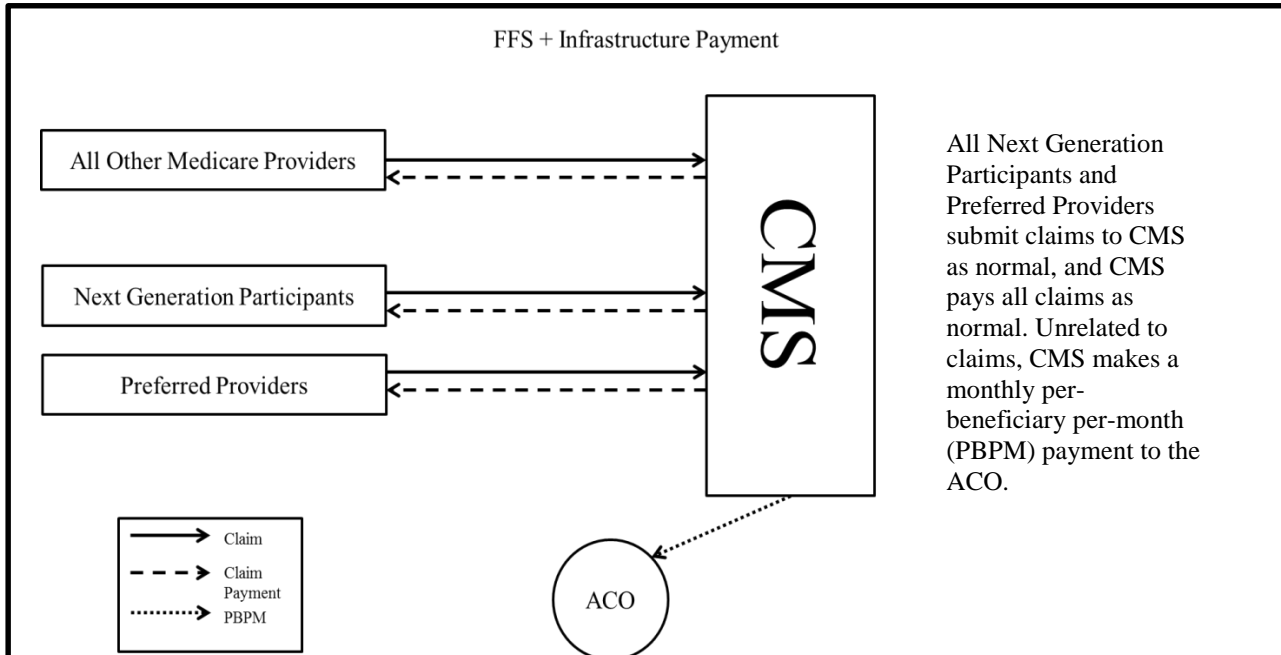 FFS + Infrastructure Payment
All Other Medicare Providers
Next Generation Participants
Preferred Providers
CMS
All Next Generation
Participants and
Preferred Providers
submit claims to CMS
as normal, and CMS
pays all claims as
normal. Unrelated to
claims, CMS makes a
monthly per-
beneficiary per-month
(PBPM) payment to the
ACO.
Claim
Claim
Payment
PBPM
ACO